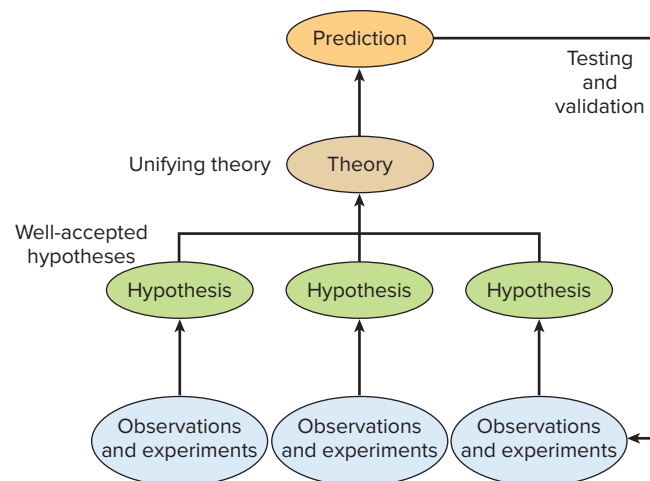 Prediction
Testing
and
validation
Unifying theory
Theory
Well-accepted
hypotheses
Hypothesis
Hypothesis
Hypothesis
Observations
and experiments
Observations
and experiments
Observations
and experiments